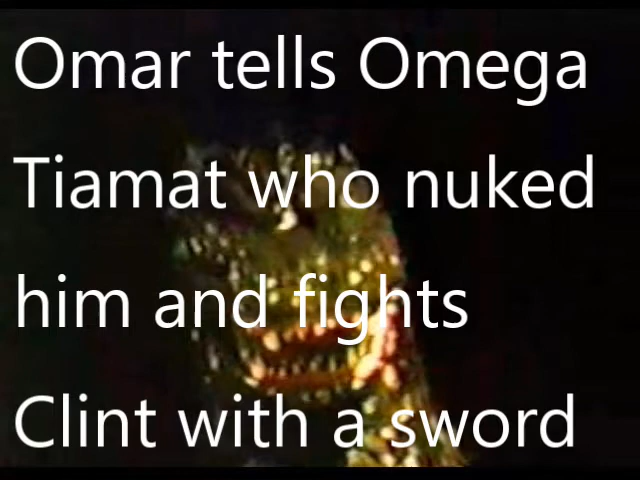 Omar tells Omega
Tiamat who nuked
him and fights
Clint with a sword